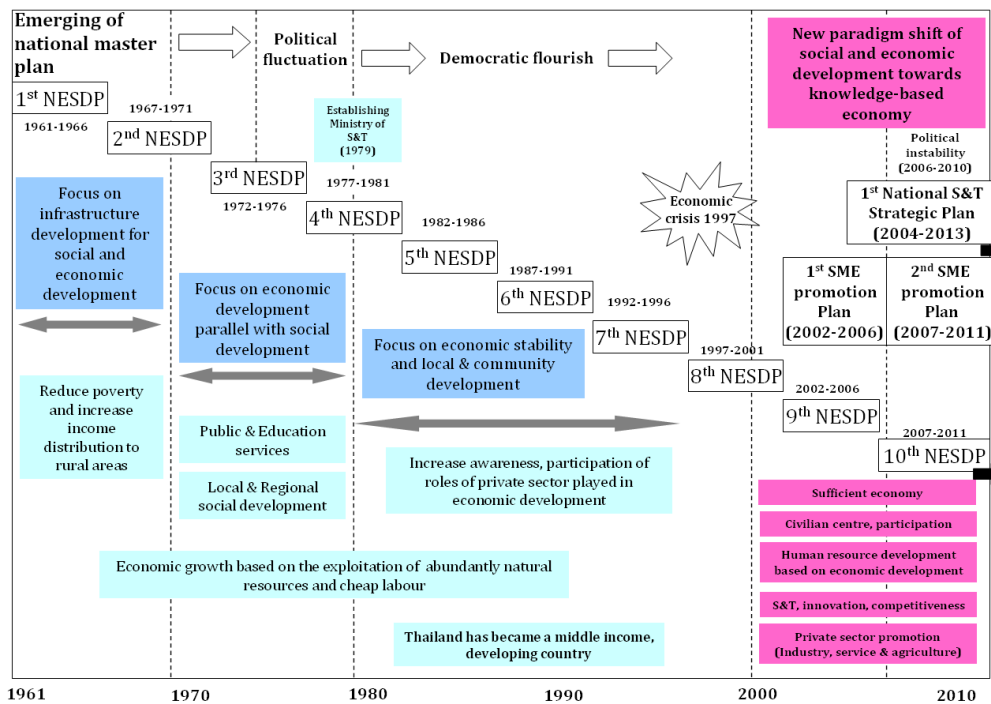 Emerging of
national master
plan
Political
fluctuation
Democratic flourish
New paradigm shift of
social and economic
development towards
knowledge-based
economy
1st NESDP
1961-1966
1967-1971
2nd NESDP
Establishing
Ministry of
S&T
(1979)
Political
instability
(2006-2010)
3rd NESDP
1972-1976
1977-1981
4th NESDP
Focus on
infrastructure
development for
social and
economic
development
Economic
crisis 1997
1st National S&T
Strategic Plan
(2004-2013)
1982-1986
5th NESDP
1987-1991
6th NESDP
1st SME
promotion
Plan
(2002-2006)
2nd SME
promotion
Plan
(2007-2011)
Focus on economic
development
parallel with social
development
1992-1996
7th NESDP
Focus on economic stability
and local & community
development
1997-2001
8th NESDP
2002-2006
9th NESDP
2007-2011
10th NESDP
Reduce poverty
and increase
income
distribution to
rural areas
Public & Education
services
Local & Regional
social development
Increase awareness, participation of
roles of private sector played in
economic development
Sufficient economy
Civilian centre, participation
Human resource development
based on economic development
S&T, innovation, competitiveness
Private sector promotion
(Industry, service & agriculture)
Economic growth based on the exploitation of abundantly natural
resources and cheap labour
Thailand has became a middle income,
developing country
1961
1970
1980
1990
2000
2010